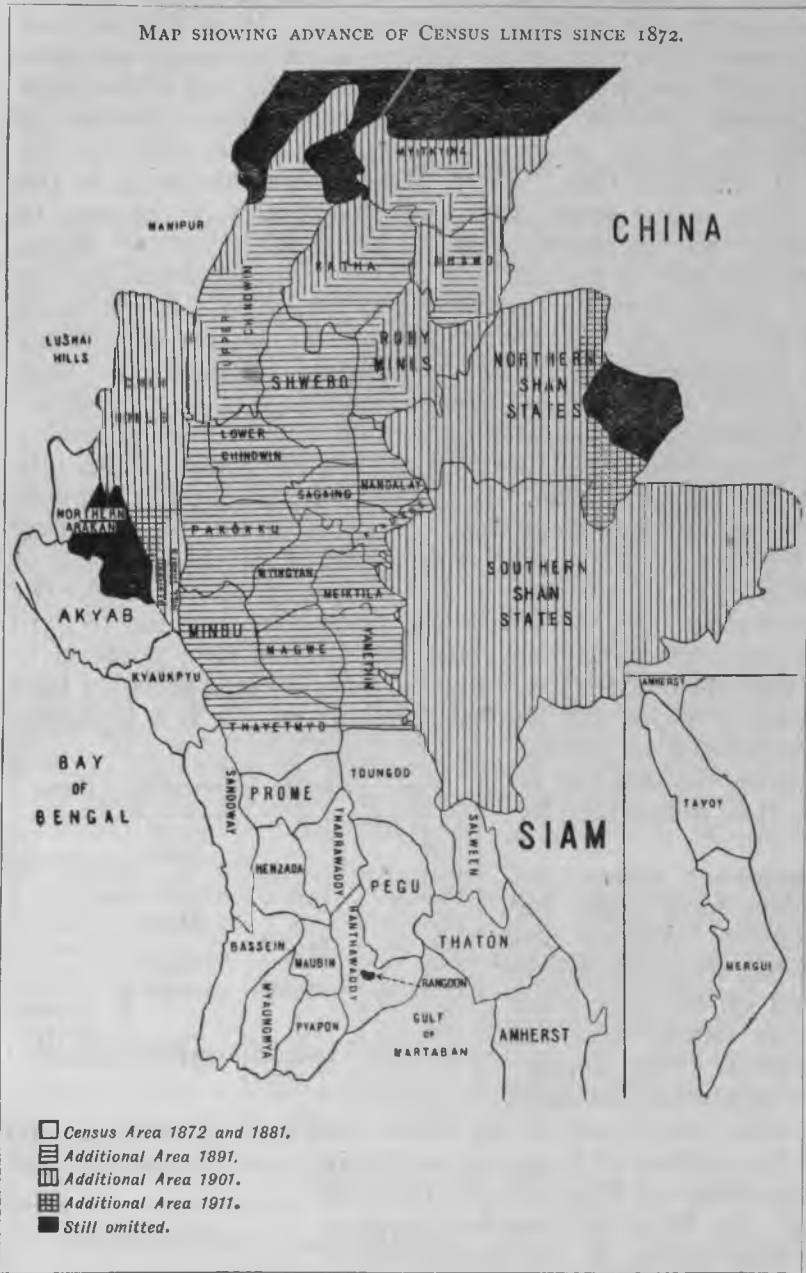 MAP SHOWING ADVANCE OF CENSUS LIMITS SINCE 1872.
MYITKYINA
MANIPUR
CHINA
KATHA
BHAMO
UPPER
CHINDWIN
LUSHAI
HILLS
RUBY
MINES
NORTHERN
SHAN
STATES
SHWEBO
CHIN
HILLS
LOWER
CHINDWIN
MANDALAY
SAGAING
NORTHERN
ARAKAN
PAKÔKKU
MYINGYAN
SOUTHERN
SHAN
STATES
MEIKTILA
AKYAB
MINBU
MAGWE
YAMETHIN
KYAUKPYU
AMHERST
THAYETMYO
BAY
OF
BENGAL
SANDOWAY
PROME
TOUNGOO
TAVOY
THARRAWADDY
SALWEEN
SIAM
HENZADA
PEGU
HANTHAWADDY
THATÔN
BASSEIN
MAUBIN
MERGUI
RANGOON
MYAUNGMYA
PYAPON
GULF
OF
MARTABAN
AMHERST
Census Area 1872 and 1881.
Additional Area 1891.
Additional Area 1901.
Additional Area 1911.
Still omitted.